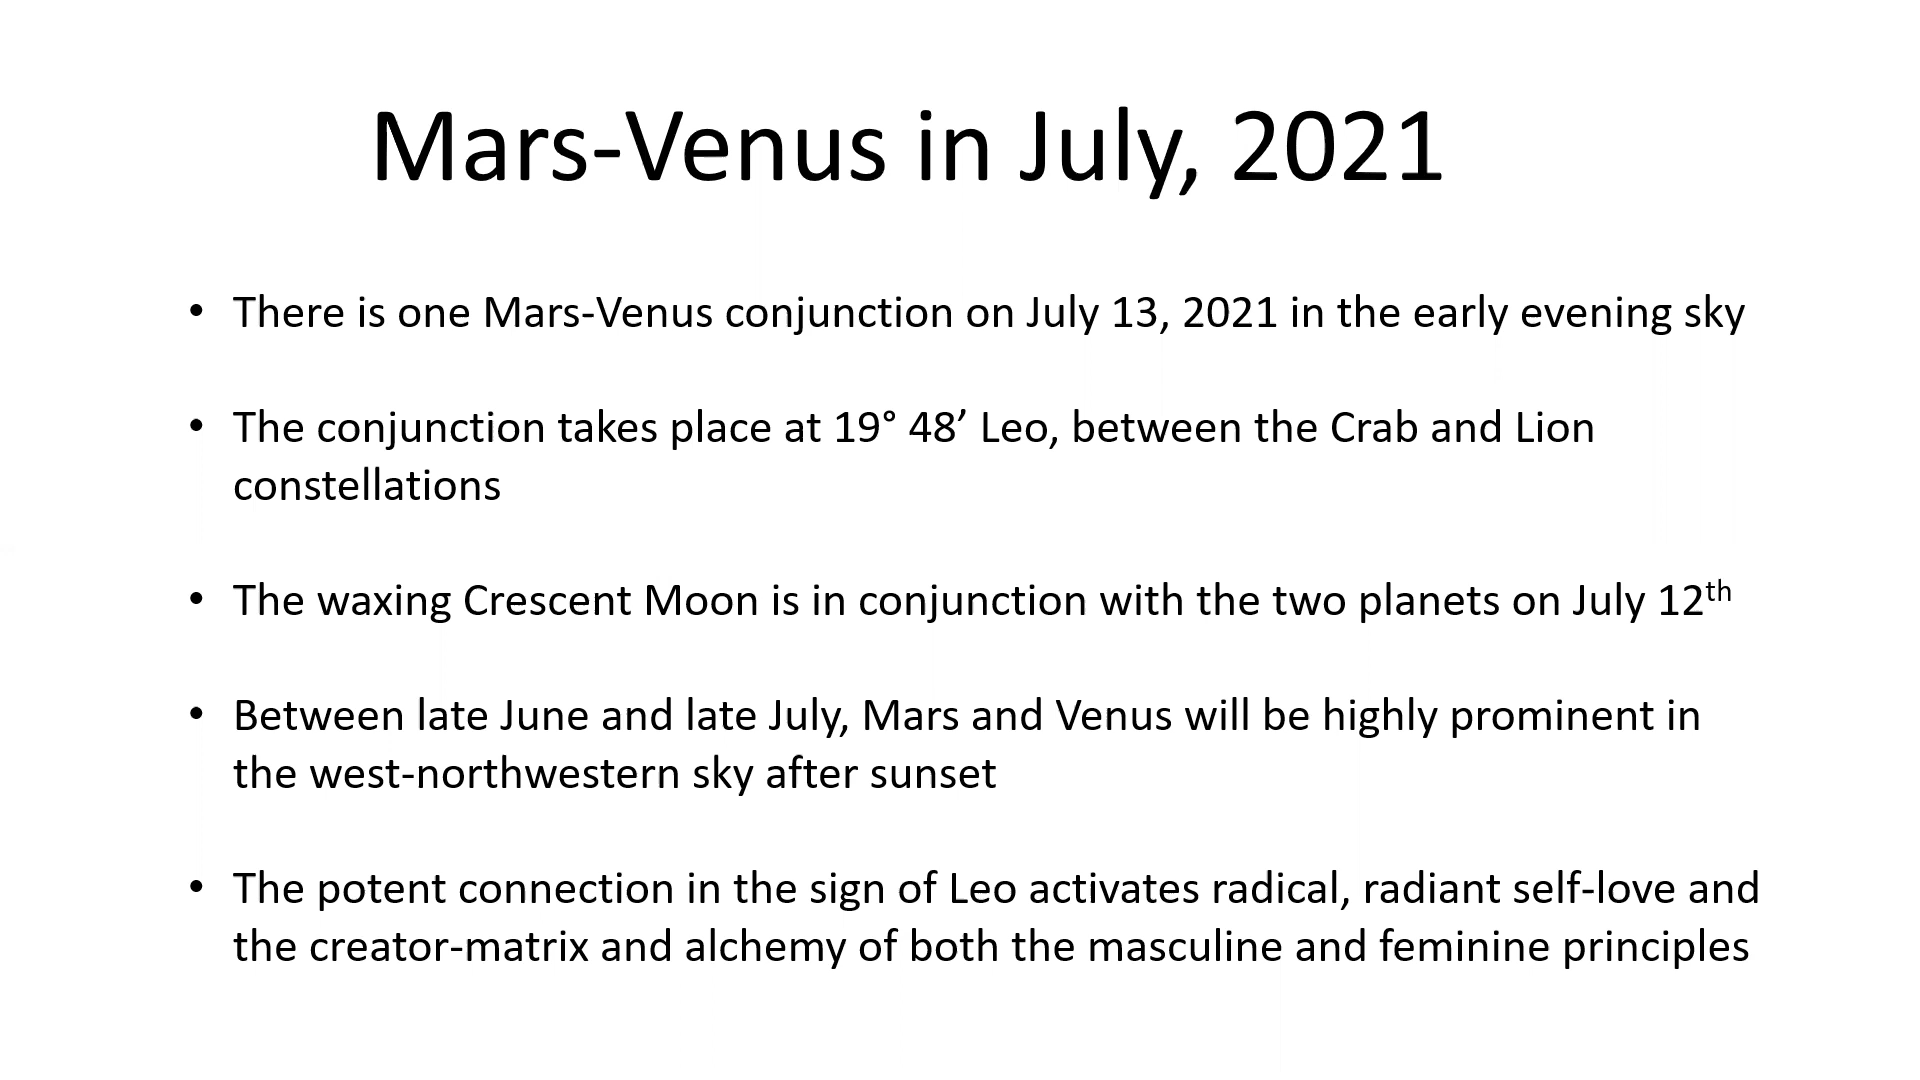 Mars-Venus in July, 2021
• There is one Mars-Venus conjunction on July 13, 2021 in the early evening sky
• The conjunction takes place at 19° 48’ Leo, between the Crab and Lion
constellations
• The waxing Crescent Moon is in conjunction with the two planets on July 12th
• Between late June and late July, Mars and Venus will be highly prominent in
the west-northwestern sky after sunset
• The potent connection in the sign of Leo activates radical, radiant self-love and
the creator-matrix and alchemy of both the masculine and feminine principles